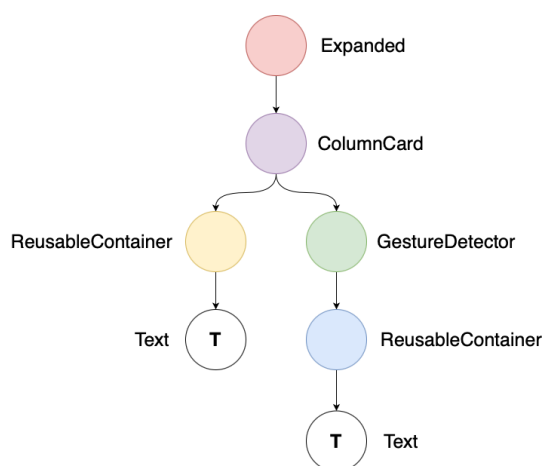 Expanded
ColumnCard
ReusableContainer
GestureDetector
Text
T
ReusableContainer
T
Text